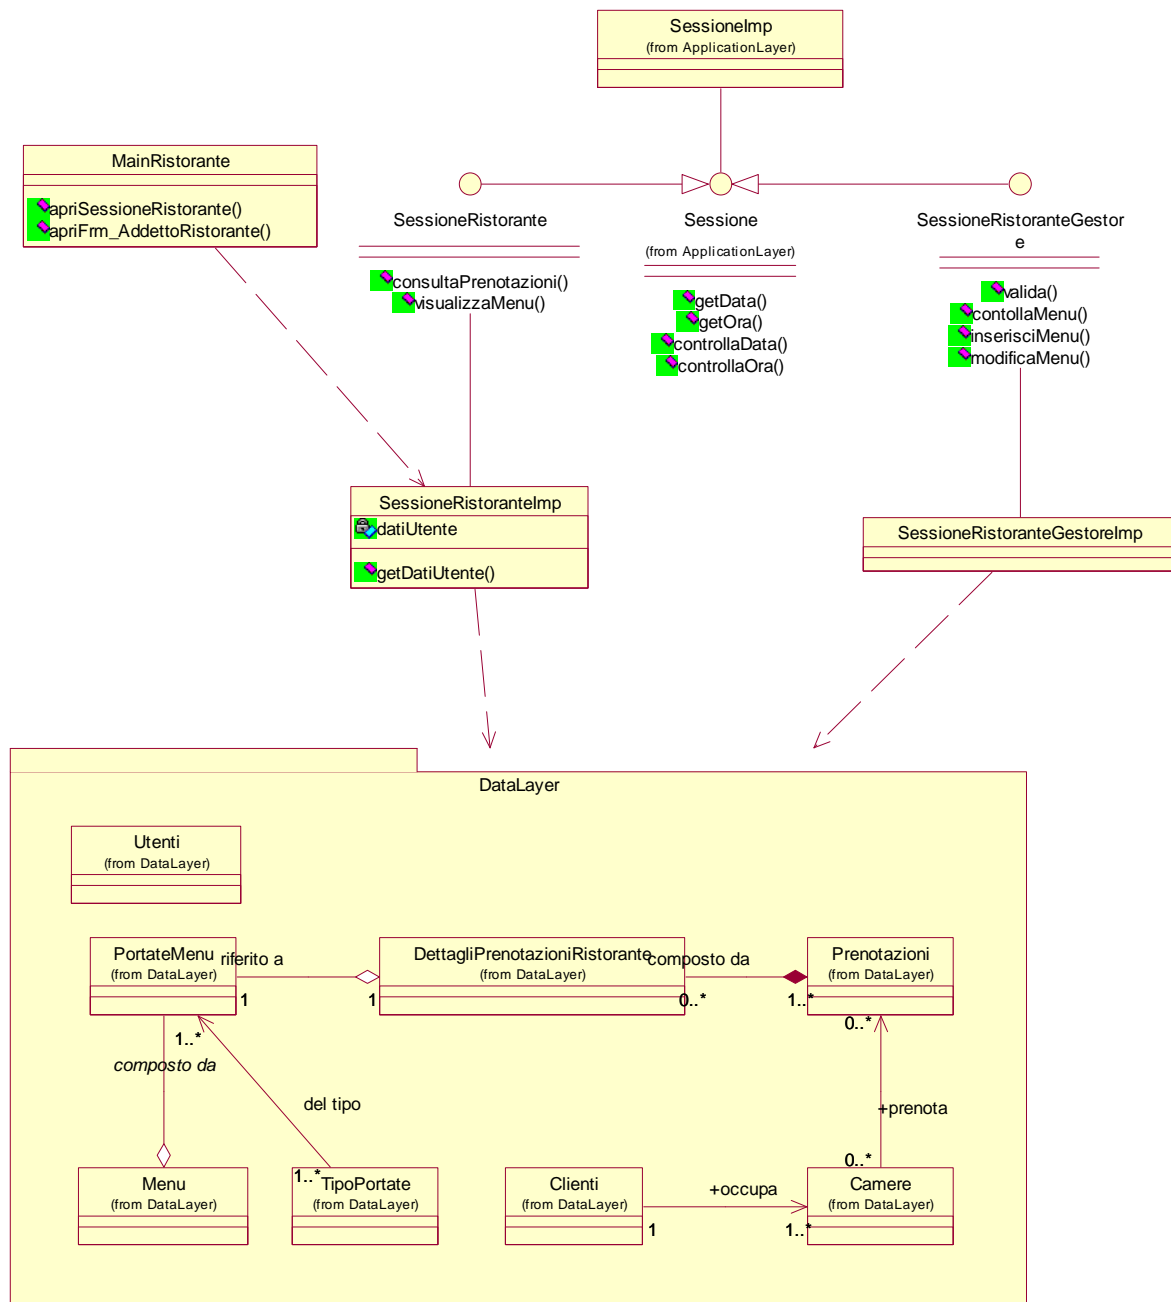 SessioneImp
(from ApplicationLayer)
MainRistorante
apriSessioneRistorante()
apriFrm_AddettoRistorante()
SessioneRistorante
consultaPrenotazioni()
visualizzaMenu()
Sessione
(from ApplicationLayer)
getData()
getOra()
controllaData()
controllaOra()
SessioneRistoranteGestor
e
valida()
contollaMenu()
inserisciMenu()
modificaMenu()
SessioneRistoranteImp
datiUtente
getDatiUtente()
SessioneRistoranteGestoreImp
DataLayer
Utenti
(from DataLayer)
PortateMenu
(from DataLayer)
riferito a
1
1
DettagliPrenotazioniRistorante
(from DataLayer)
composto da
0..*
1..*
Prenotazioni
(from DataLayer)
0..*
1..*
composto da
del tipo
+prenota
0..*
Menu
(from DataLayer)
1..*
TipoPortate
(from DataLayer)
Clienti
(from DataLayer)
+occupa
1
1..*
Camere
(from DataLayer)